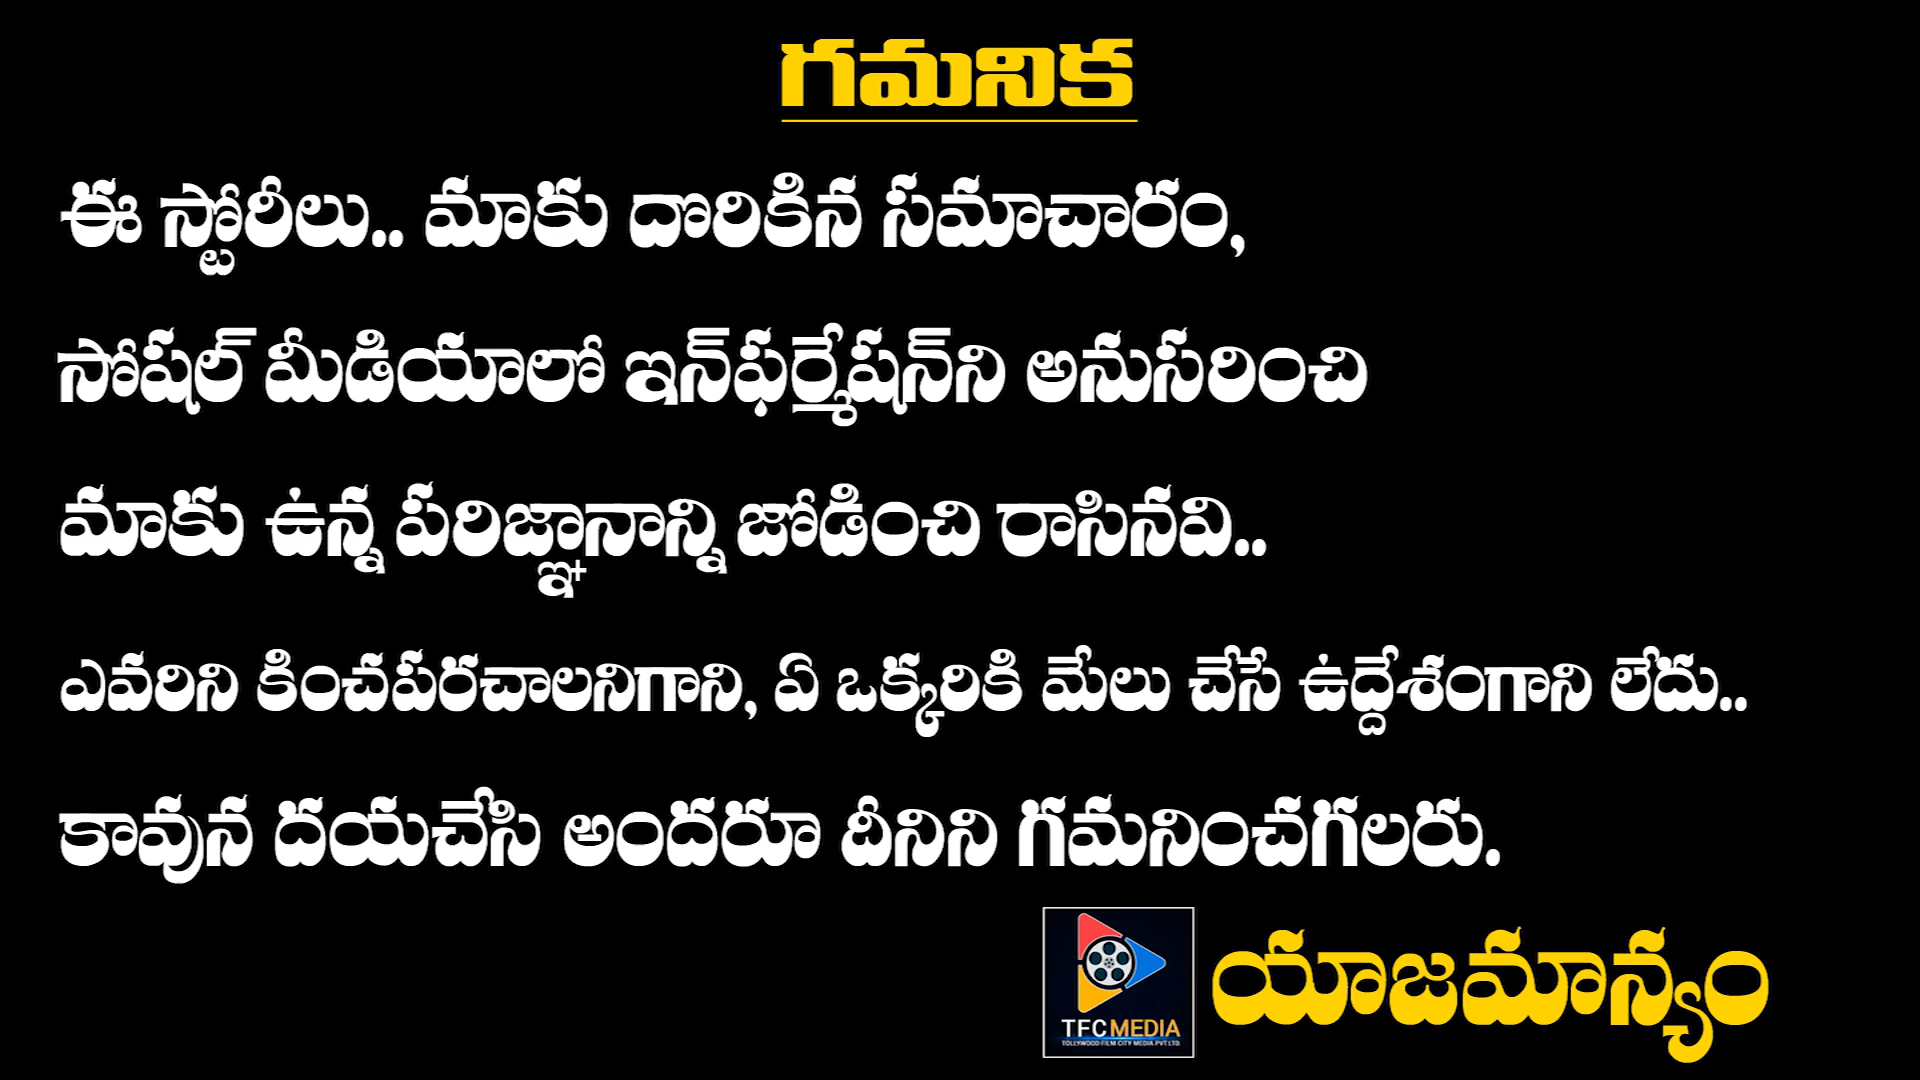 గమనిక
ఈ స్టోరీలు.. మాకు దొరికిన సమాచారం,
సోషల్ మీడియాలో ఇన్‌ఫర్మేషన్‌ని అనుసరించి
మాకు ఉన్న పరిజ్ఞానాన్ని జోడించి రాసినవి..
ఎవరిని కించపరచాలనిగాని, ఏ ఒక్కరికి మేలు చేసే ఉద్దేశంగాని లేదు..
కావున దయచేసి అందరూ దీనిని గమనించగలరు.
యాజమాన్యం
TFC MEDIA
TOLLYWOOD FILM CITY MEDIA PVT LTD